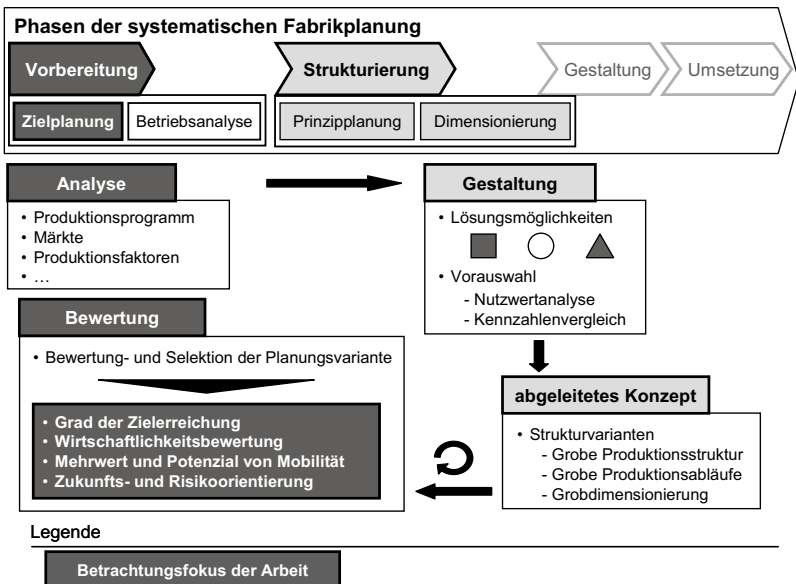 Phasen der systematischen Fabrikplanung
Vorbereitung
Strukturierung
Gestaltung
Umsetzung
Zielplanung
Betriebsanalyse
Prinzipplanung
Dimensionierung
Analyse
• Produktionsprogramm
• Märkte
• Produktionsfaktoren
• ...
Gestaltung
• Lösungsmöglichkeiten
• Vorauswahl
- Nutzwertanalyse
- Kennzahlenvergleich
abgeleitetes Konzept
• Strukturvarianten
- Grobe Produktionsstruktur
- Grobe Produktionsabläufe
- Grobdimensionierung
Bewertung
• Bewertung- und Selektion der Planungsvariante
• Grad der Zielerreichung
• Wirtschaftlichkeitsbewertung
• Mehrwert und Potenzial von Mobilität
• Zukunfts- und Risikoorientierung
Legende
Betrachtungsfokus der Arbeit